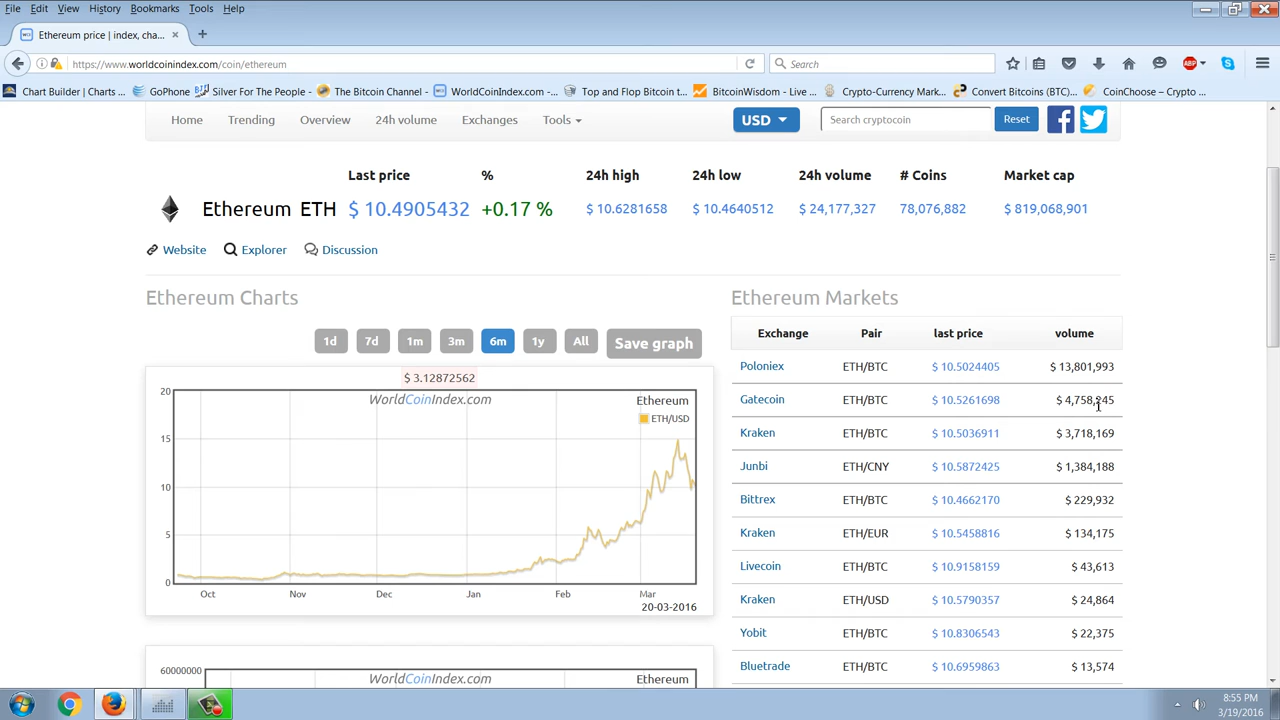 File Edit View History Bookmarks Tools Help
Ethereum price | index, cha...
https://www.worldcoinindex.com/coin/ethereum
Search
ABP
Chart Builder | Charts ... GoPhone Silver For The People - The Bitcoin Channel - WorldCoinIndex.com -... Top and Flop Bitcoin t... BitcoinWisdom - Live ... Crypto-Currency Mark... Convert Bitcoins (BTC)... CoinChoose – Crypto ...
Home Trending Overview 24h volume Exchanges Tools USD Search cryptocoin Reset
Last price % 24h high 24h low 24h volume # Coins Market cap
Ethereum ETH $ 10.4905432 +0.17 % $ 10.6281658 $ 10.4640512 $ 24,177,327 78,076,882 $ 819,068,901
Website Explorer Discussion
Ethereum Charts
1d 7d 1m 3m 6m 1y All Save graph
$ 3.12872562
WorldCoinIndex.com
Ethereum
ETH/USD
20
15
10
5
0
Oct Nov Dec Jan Feb Mar
20-03-2016
60000000
WorldCoinIndex.com
Ethereum
Ethereum Markets
Exchange Pair last price volume
Poloniex ETH/BTC $ 10.5024405 $ 13,801,993
Gatecoin ETH/BTC $ 10.5261698 $ 4,758,245
Kraken ETH/BTC $ 10.5036911 $ 3,718,169
Junbi ETH/CNY $ 10.5872425 $ 1,384,188
Bittrex ETH/BTC $ 10.4662170 $ 229,932
Kraken ETH/EUR $ 10.5458816 $ 134,175
Livecoin ETH/BTC $ 10.9158159 $ 43,613
Kraken ETH/USD $ 10.5790357 $ 24,864
Yobit ETH/BTC $ 10.8306543 $ 22,375
Bluetrade ETH/BTC $ 10.6959863 $ 13,574
8:55 PM
3/19/2016